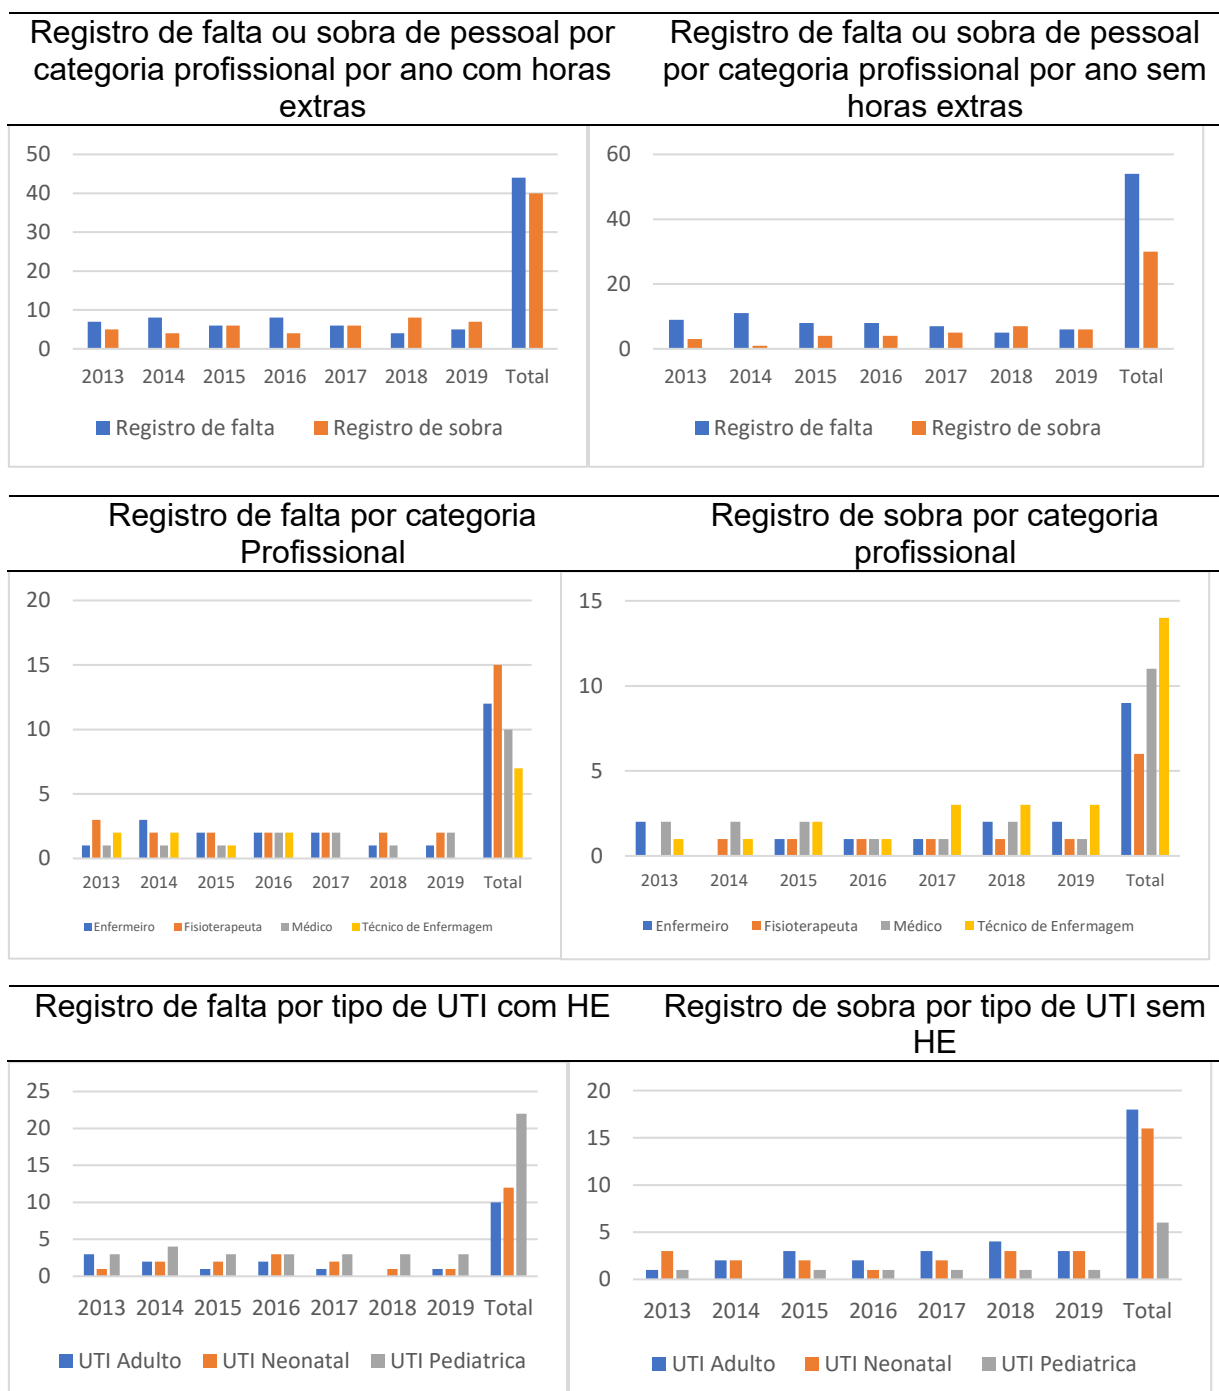 Registro de falta ou sobra de pessoal por
categoria profissional por ano com horas
extras
Registro de falta ou sobra de pessoal
por categoria profissional por ano sem
horas extras
50
40
30
20
10
0
2013 2014 2015 2016 2017 2018 2019 Total
Registro de falta Registro de sobra
60
40
20
0
2013 2014 2015 2016 2017 2018 2019 Total
Registro de falta Registro de sobra
Registro de falta por categoria
Profissional
Registro de sobra por categoria
profissional
20
15
10
5
0
2013 2014 2015 2016 2017 2018 2019 Total
Enfermeiro Fisioterapeuta Médico Técnico de Enfermagem
15
10
5
0
2013 2014 2015 2016 2017 2018 2019 Total
Enfermeiro Fisioterapeuta Médico Técnico de Enfermagem
Registro de falta por tipo de UTI com HE
Registro de sobra por tipo de UTI sem
HE
25
20
15
10
5
0
2013 2014 2015 2016 2017 2018 2019 Total
UTI Adulto UTI Neonatal UTI Pediatrica
20
15
10
5
0
2013 2014 2015 2016 2017 2018 2019 Total
UTI Adulto UTI Neonatal UTI Pediatrica